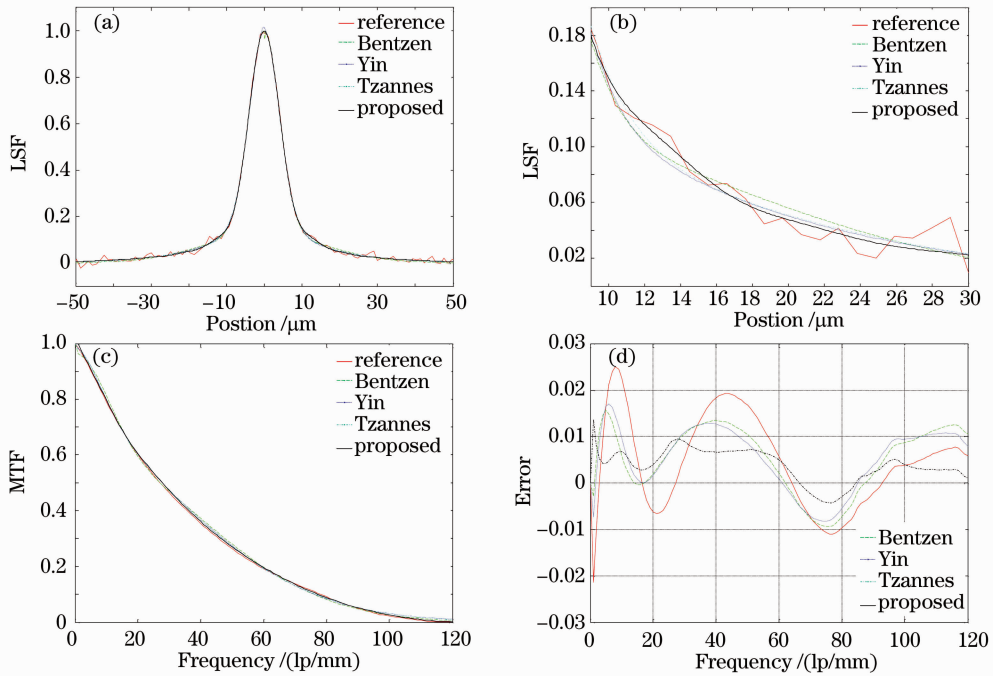 (a)
reference
Bentzen
Yin
Tzannes
proposed
LSF
1.0
0.8
0.6
0.4
0.2
0
−50
−30
−10
10
30
50
Postion /μm
(b)
reference
Bentzen
Yin
Tzannes
proposed
LSF
0.18
0.14
0.10
0.06
0.02
10
12
14
16
18
20
22
24
26
28
30
Postion /μm
(c)
reference
Bentzen
Yin
Tzannes
proposed
MTF
1.0
0.8
0.6
0.4
0.2
0
0
20
40
60
80
100
120
Frequency /(lp/mm)
(d)
Error
0.03
0.02
0.01
0
−0.01
−0.02
−0.03
Bentzen
Yin
Tzannes
proposed
0
20
40
60
80
100
120
Frequency /(lp/mm)